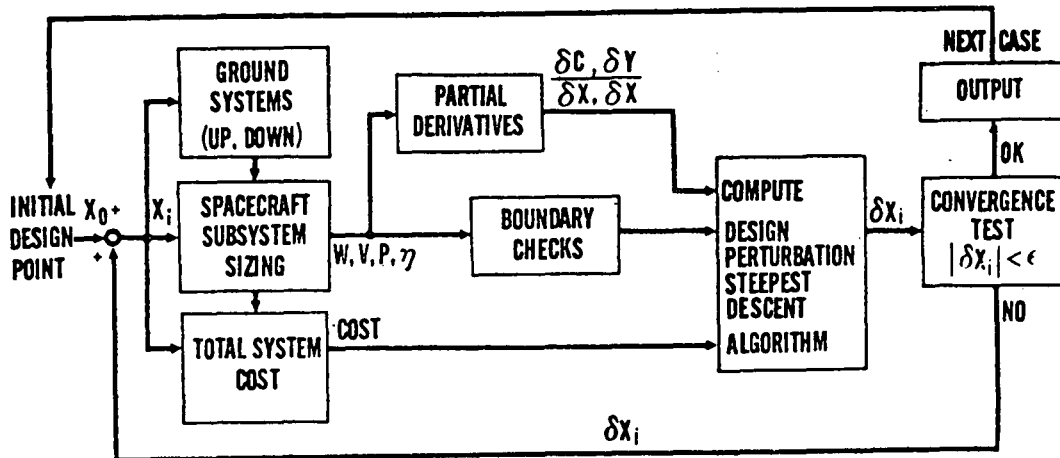 NEXT CASE
GROUND
SYSTEMS
(UP, DOWN)
PARTIAL
DERIVATIVES
δC, δY
δX, δX
OUTPUT
OK
INITIAL
DESIGN
POINT
X₀+
+
Xᵢ
SPACECRAFT
SUBSYSTEM
SIZING
W, V, P, η
BOUNDARY
CHECKS
COMPUTE
DESIGN
PERTURBATION
STEEPEST
DESCENT
ALGORITHM
δXᵢ
CONVERGENCE
TEST
|δXᵢ| < ϵ
NO
TOTAL SYSTEM
COST
COST
δXᵢ